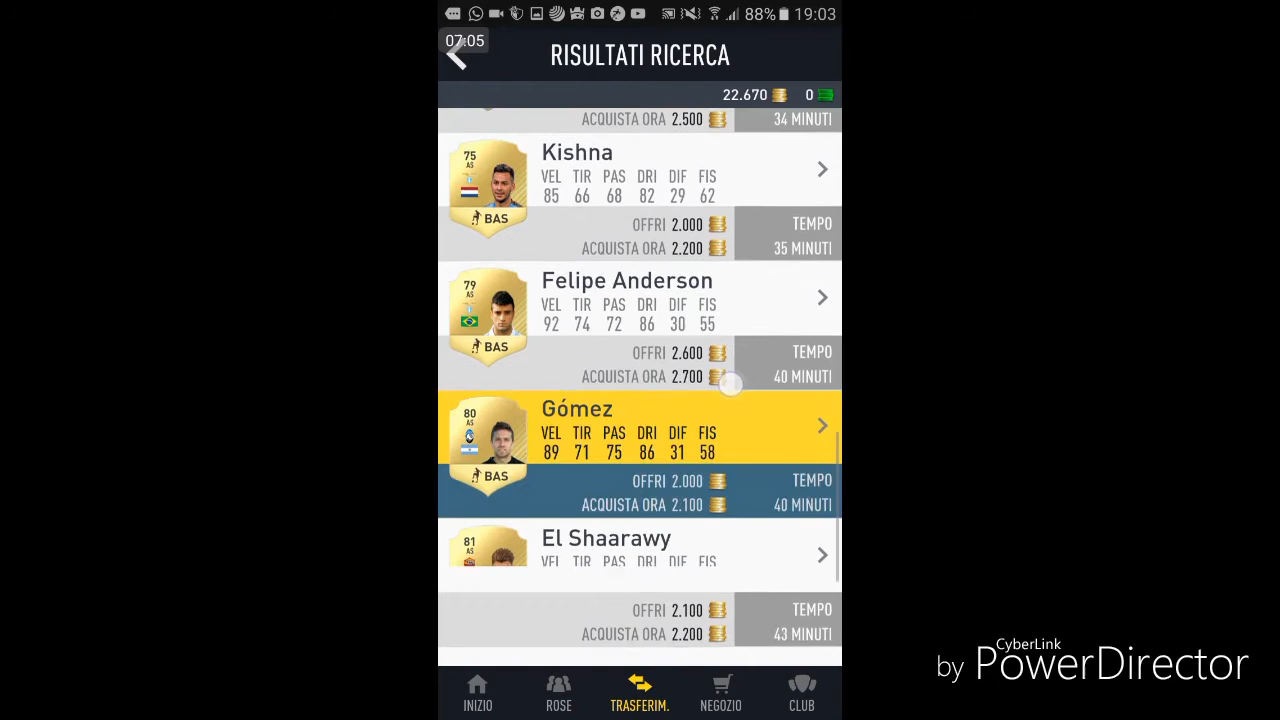 88% 19:03
07:05
RISULTATI RICERCA
22.670 0
ACQUISTA ORA 2.500 34 MINUTI
75 AS
Kishna
VEL TIR PAS DRI DIF FIS
85 66 68 82 29 62
BAS
OFFRI 2.000 TEMPO
ACQUISTA ORA 2.200 35 MINUTI
79 AS
Felipe Anderson
VEL TIR PAS DRI DIF FIS
92 74 72 86 30 55
BAS
OFFRI 2.600 TEMPO
ACQUISTA ORA 2.700 40 MINUTI
80 AS
Gómez
VEL TIR PAS DRI DIF FIS
89 71 75 86 31 58
BAS
OFFRI 2.000 TEMPO
ACQUISTA ORA 2.100 40 MINUTI
81 AS
El Shaarawy
VEL TIR PAS DRI DIF FIS
OFFRI 2.100 TEMPO
ACQUISTA ORA 2.200 43 MINUTI
INIZIO ROSE TRASFERIM. NEGOZIO CLUB
CyberLink
by PowerDirector